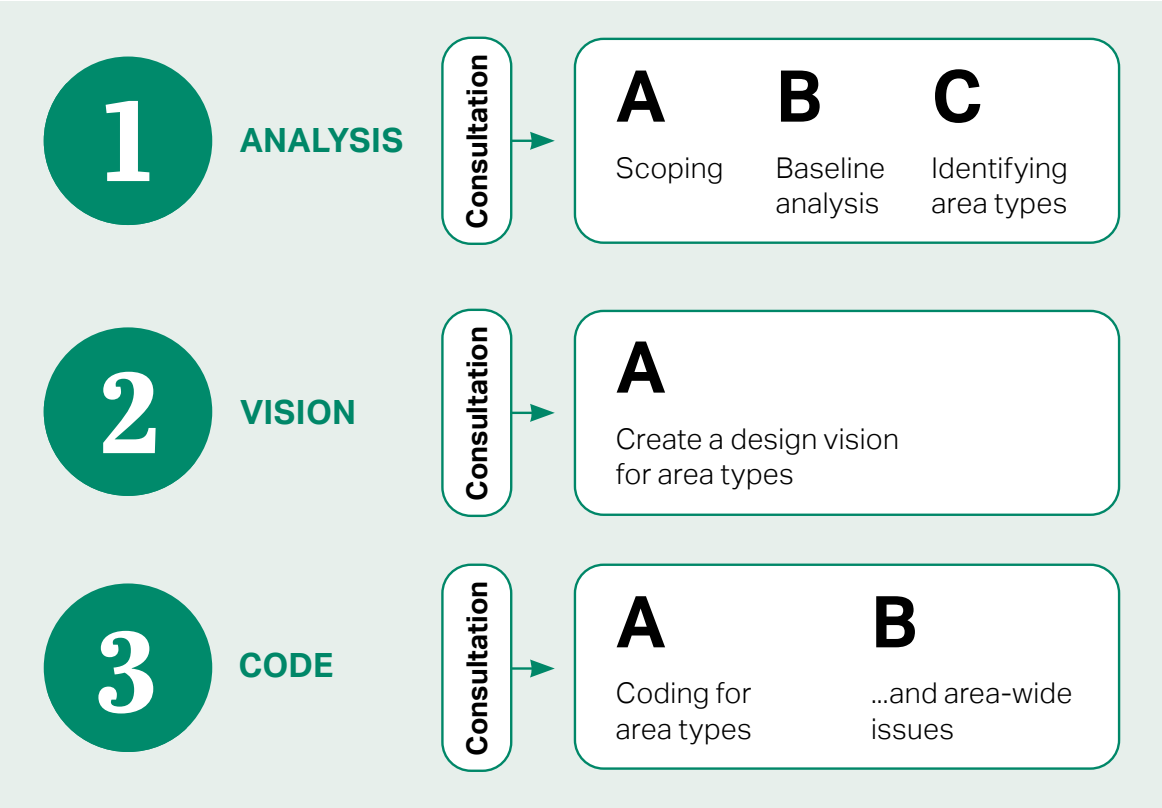 1
ANALYSIS
Consultation
A
B
C
Scoping
Baseline
analysis
Identifying
area types
2
VISION
Consultation
A
Create a design vision
for area types
3
CODE
Consultation
A
B
Coding for
area types
...and area-wide
issues